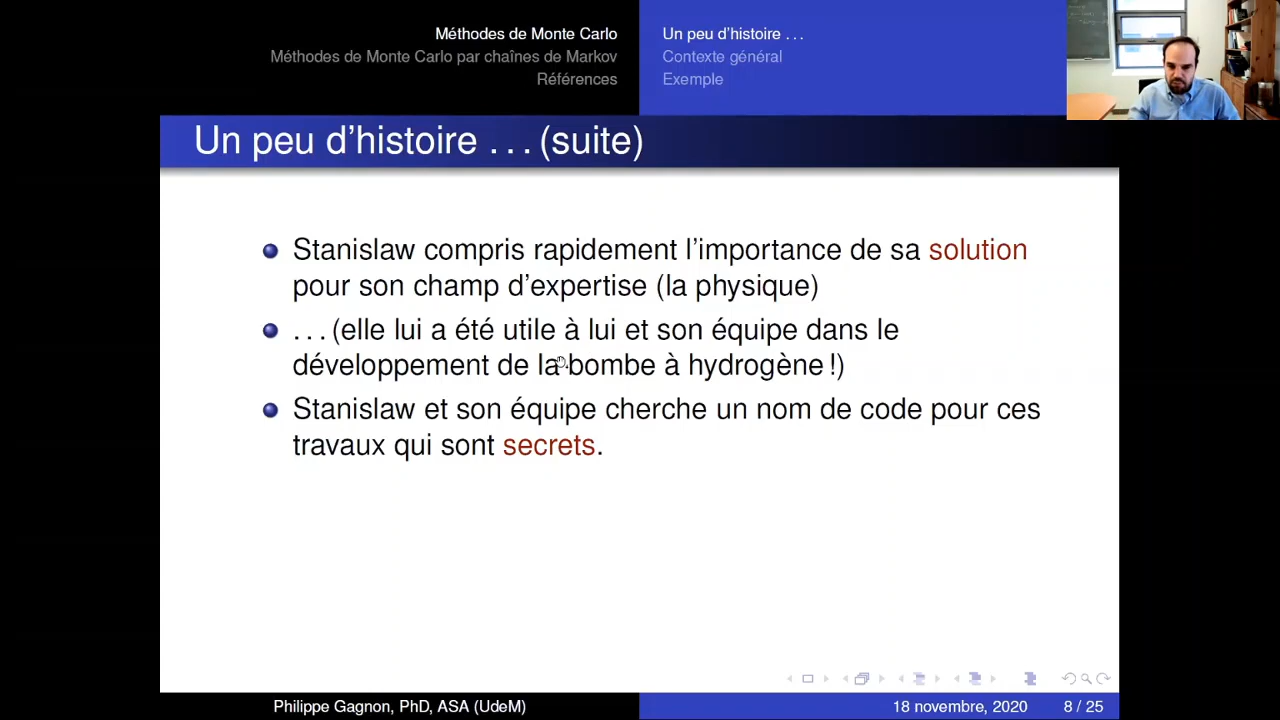 Méthodes de Monte Carlo
Méthodes de Monte Carlo par chaînes de Markov
Références
Un peu d'histoire . . .
Contexte général
Exemple
Un peu d'histoire . . . (suite)
Stanislaw compris rapidement l'importance de sa solution
pour son champ d'expertise (la physique)
. . . (elle lui a été utile à lui et son équipe dans le
développement de la bombe à hydrogène !)
Stanislaw et son équipe cherche un nom de code pour ces
travaux qui sont secrets.
Philippe Gagnon, PhD, ASA (UdeM)
18 novembre, 2020
8 / 25